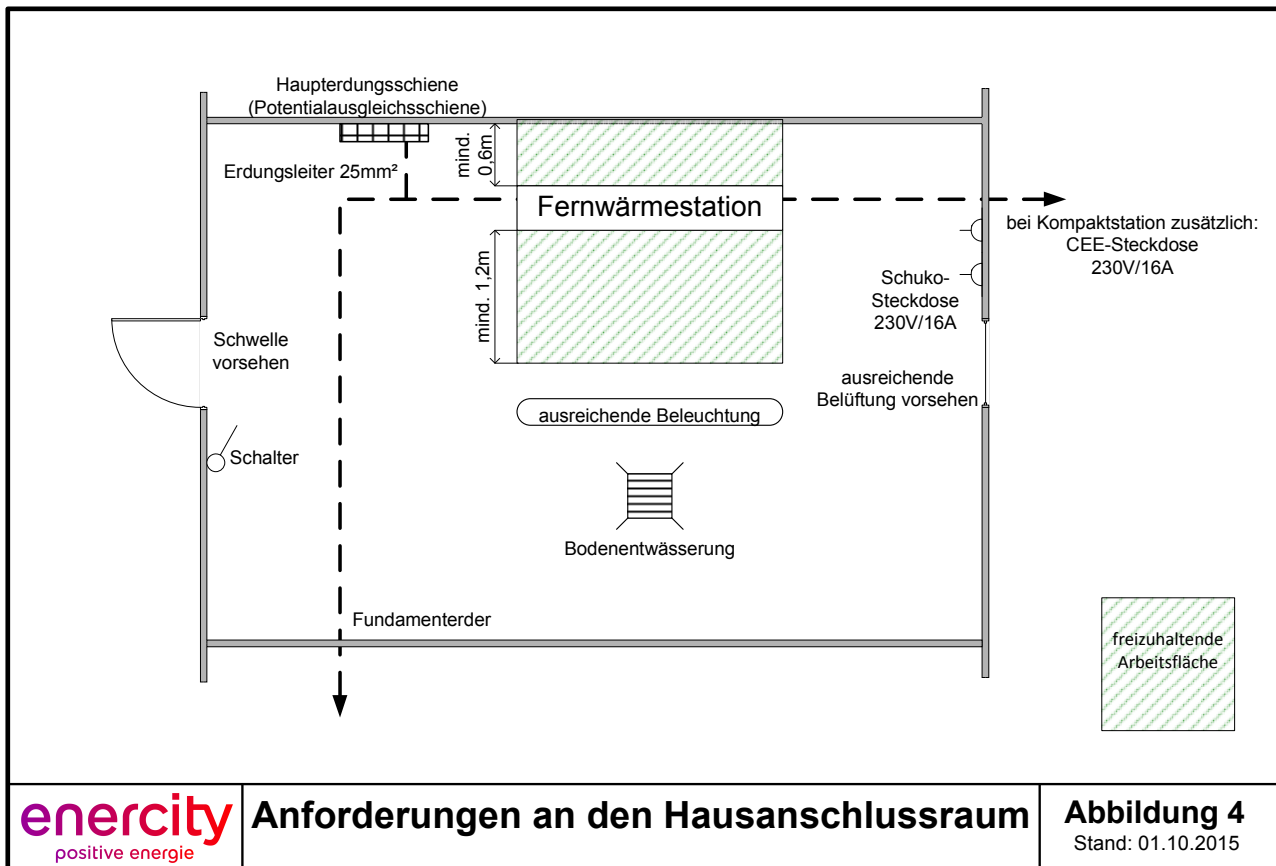 Haupterdungsschiene
(Potentialausgleichsschiene)
Erdungsleiter 25mm²
mind.
0,6m
Fernwärmestation
mind. 1,2m
bei Kompaktstation zusätzlich:
CEE-Steckdose
230V/16A
Schuko-
Steckdose
230V/16A
Schwelle
vorsehen
ausreichende
Belüftung vorsehen
ausreichende Beleuchtung
Schalter
Bodenentwässerung
Fundamenterder
freizuhaltende
Arbeitsfläche
enercity
positive energie
Anforderungen an den Hausanschlussraum
Abbildung 4
Stand: 01.10.2015